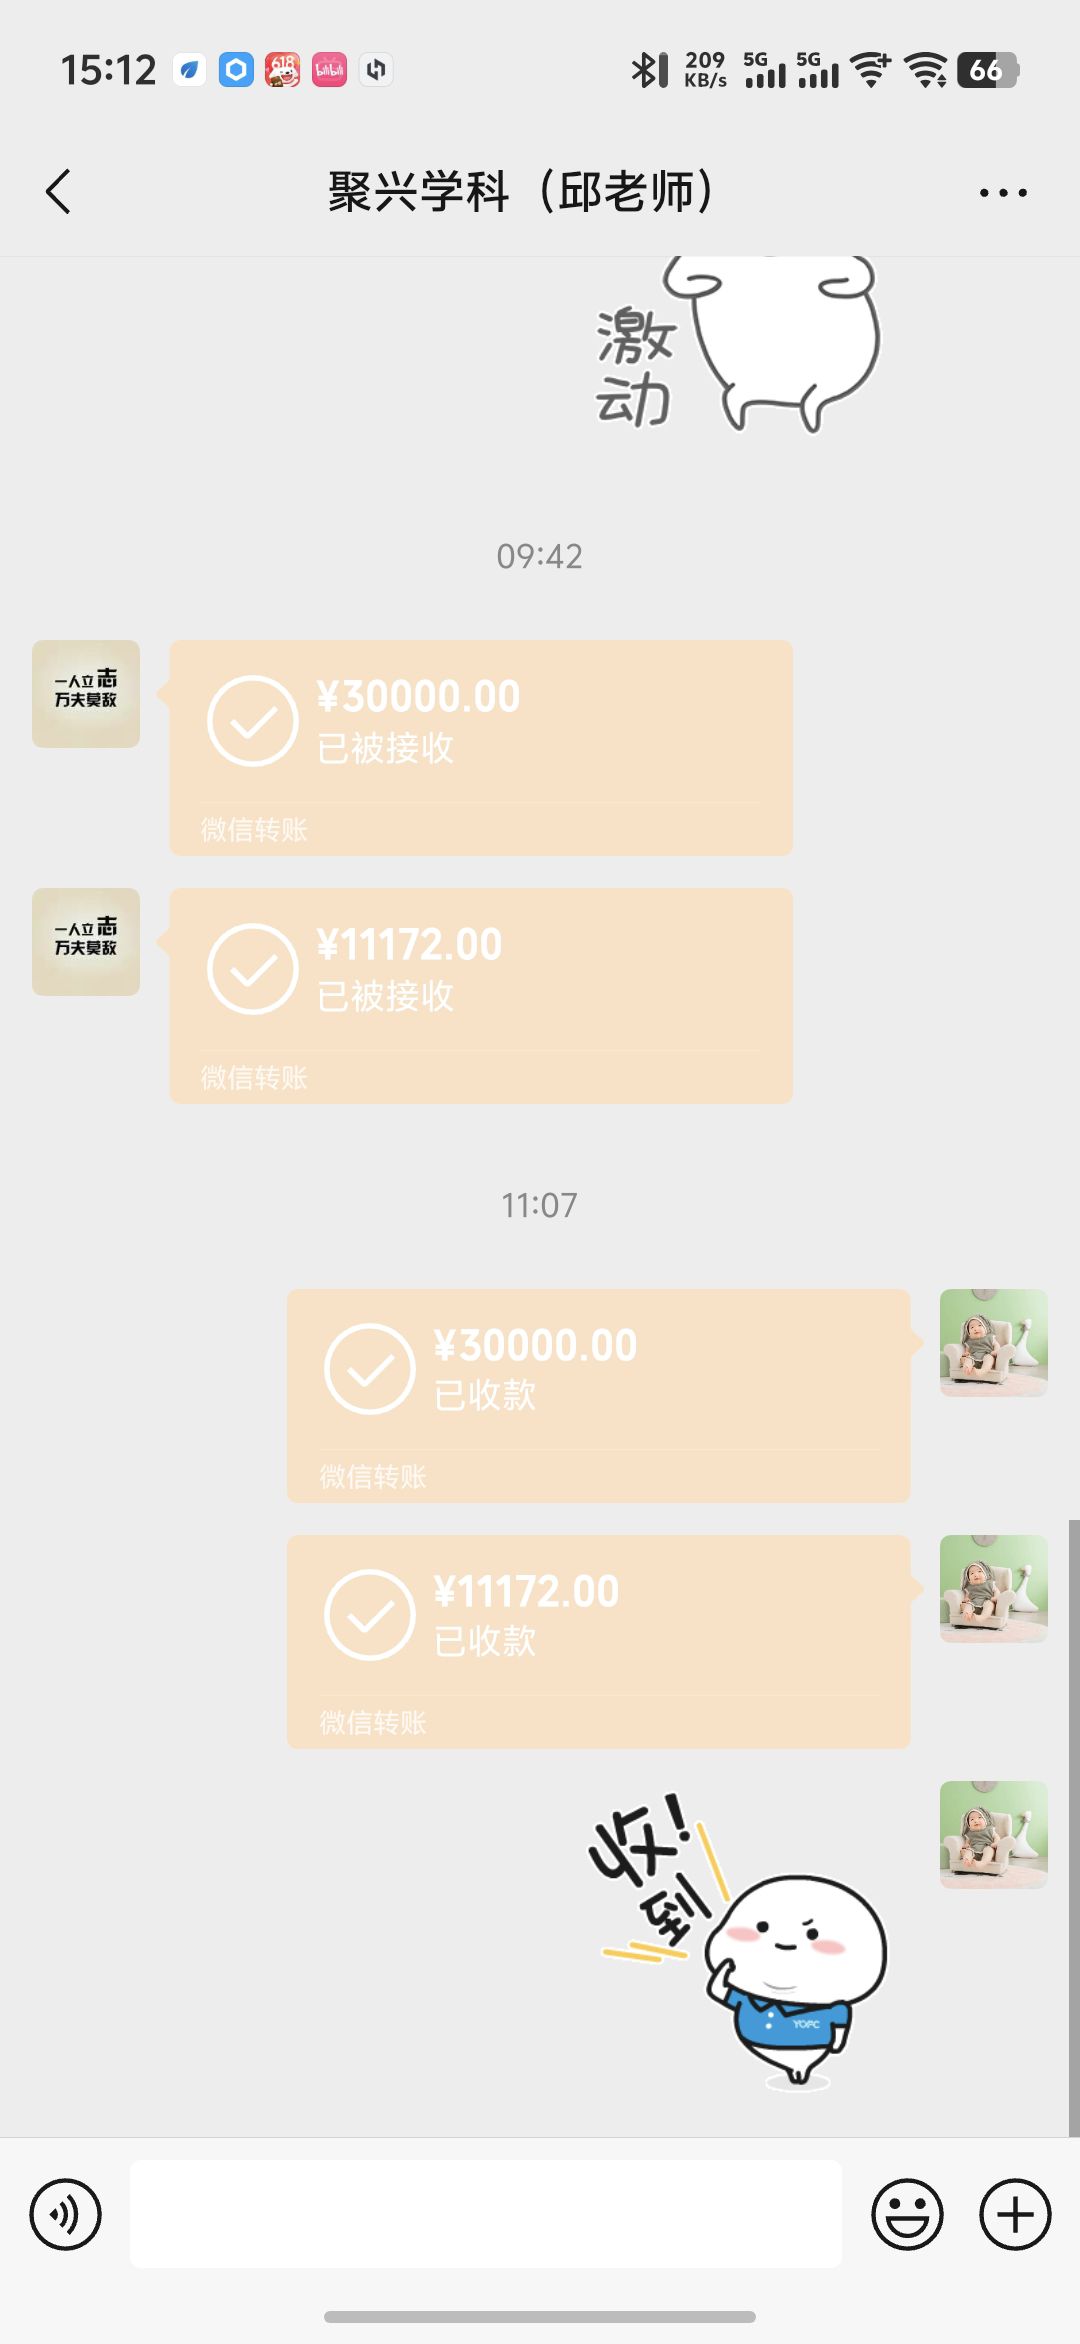 15:12
618
bilibili
209
KB/s
5G
5G
66
聚兴学科（邱老师）
激
动
09:42
一人立志
万夫莫敌
¥30000.00
已被接收
微信转账
一人立志
万夫莫敌
¥11172.00
已被接收
微信转账
11:07
¥30000.00
已收款
微信转账
¥11172.00
已收款
微信转账
收!
到
YOFC